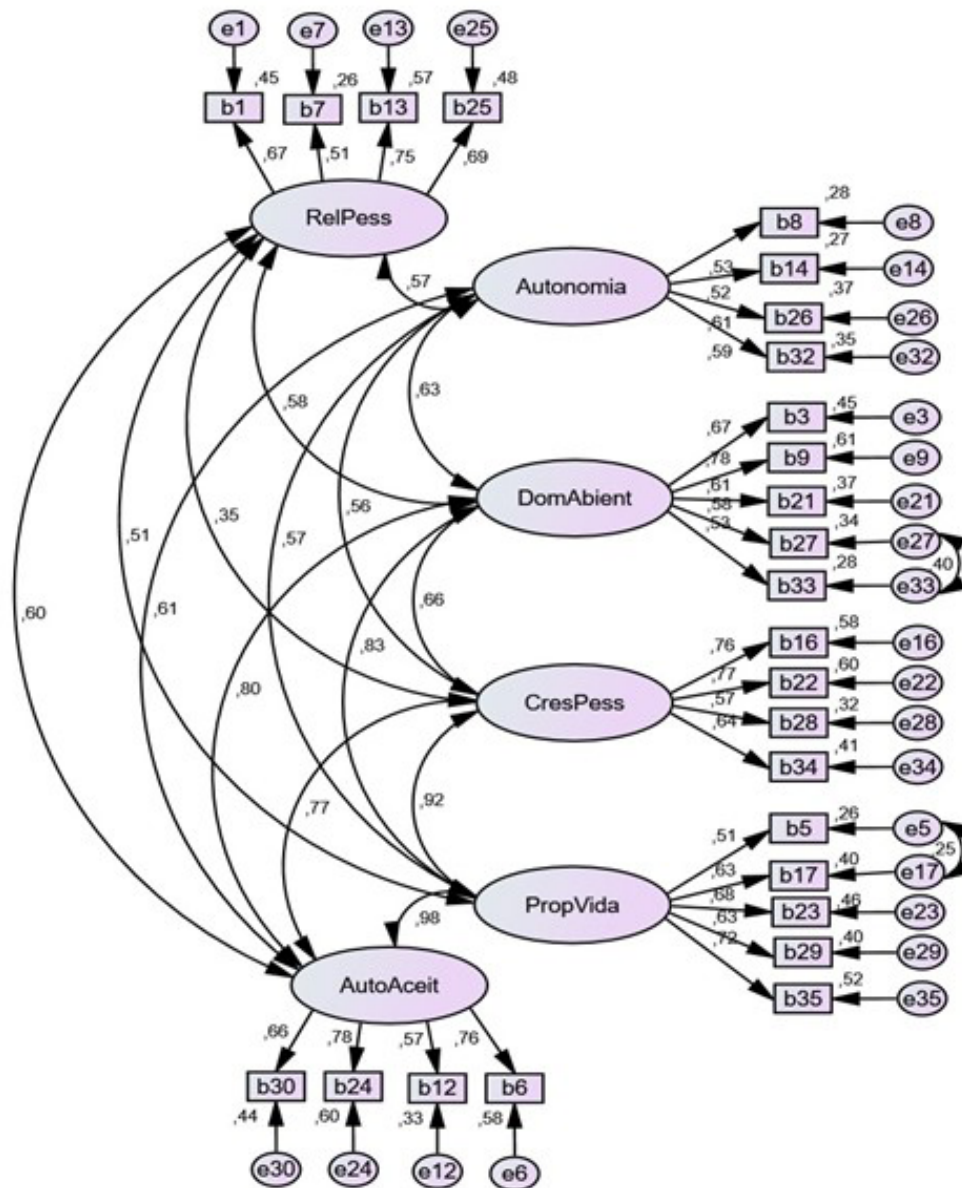 e1 e7 e13 e25
,45 ,26 ,57 ,48
b1 b7 b13 b25
,67 ,51 ,75 ,69
RelPess
,28
b8 e8
,27
,57 Autonomia ,53 b14 e14
,52 ,37
b26 e26
,61 ,35
,59 b32 e32
,63
,58
,67 b3 ,45 e3
,78 b9 ,61 e9
DomAbient ,61 b21 ,37 e21
,58 b27 ,34 e27
,53 ,40
b33 ,28 e33
,56
,35
,57
,51
,60 ,61
,66
,83
,80
,76 b16 ,58 e16
,77 b22 ,60 e22
CresPess ,57 b28 ,32 e28
,64 b34 ,41 e34
,77 ,92
,51 b5 ,26 e5
,25
,63 b17 ,40 e17
PropVida ,68 b23 ,46 e23
,63 b29 ,40 e29
,72 b35 ,52 e35
,98
AutoAceit
,66 ,78 ,57 ,76
b30 b24 b12 b6
,44 ,60 ,33 ,58
e30 e24 e12 e6